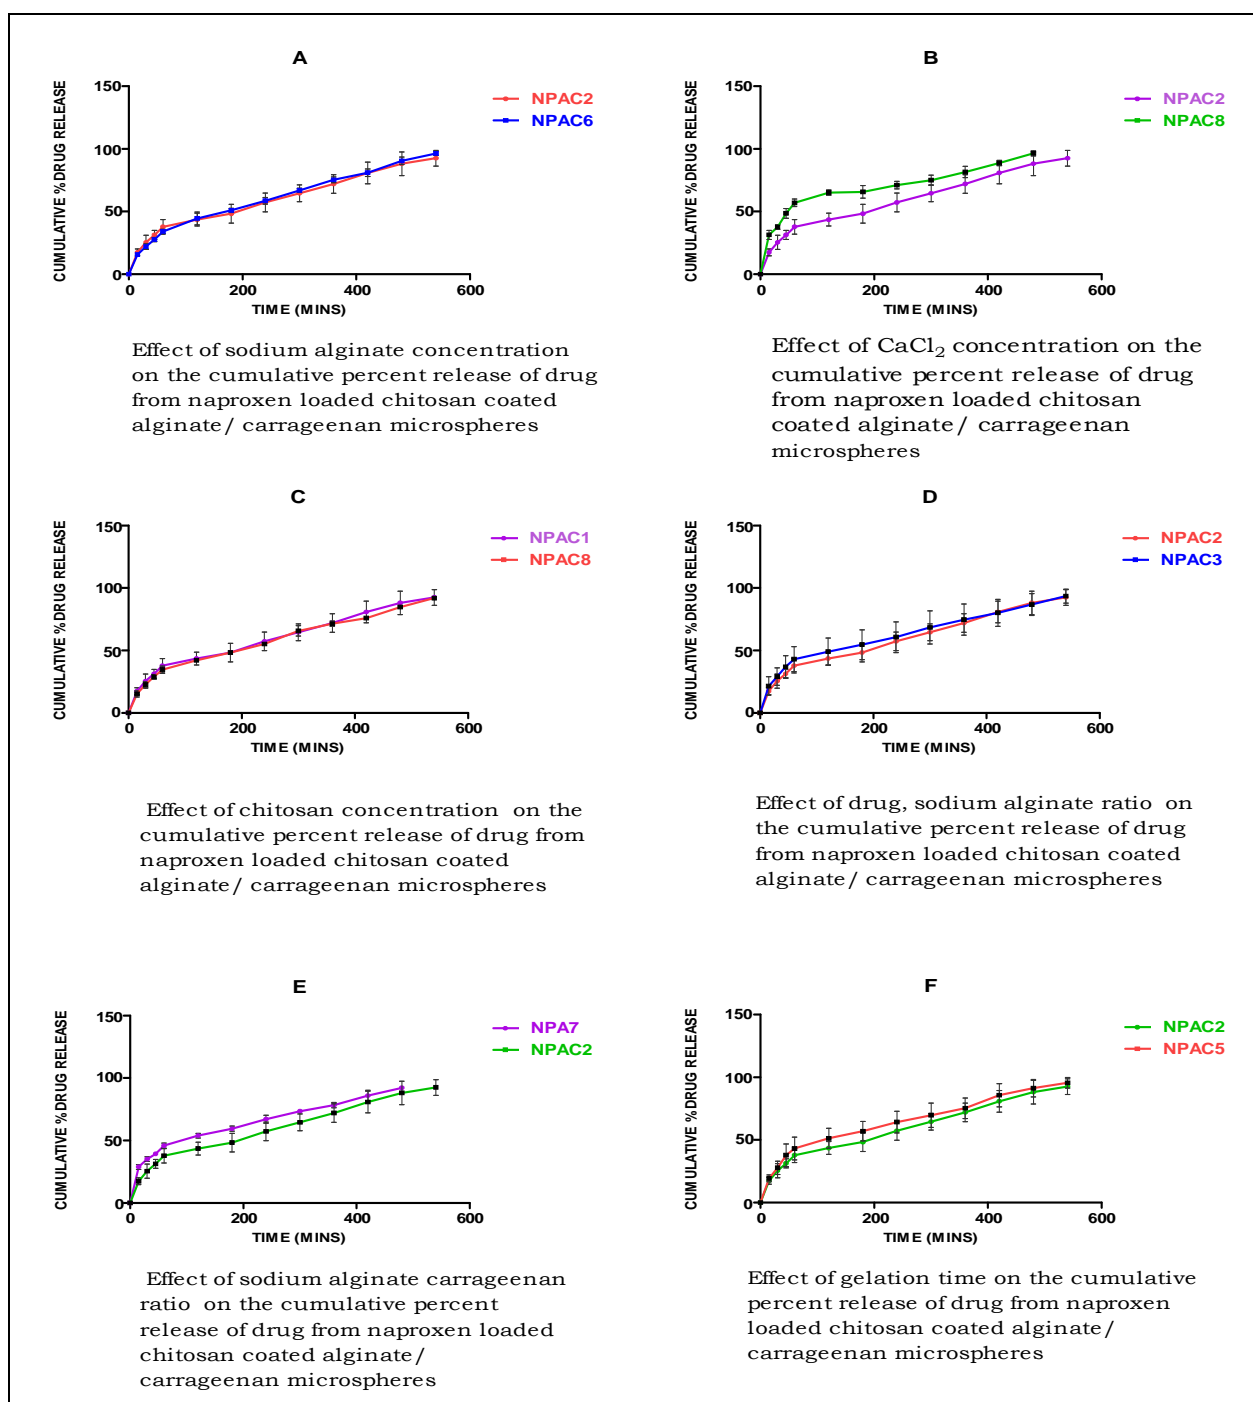 A
CUMULATIVE %DRUG RELEASE
150
100
50
0
0 200 400 600
TIME (MINS)
NPAC2
NPAC6
Effect of sodium alginate concentration
on the cumulative percent release of drug
from naproxen loaded chitosan coated
alginate/ carrageenan microspheres
B
CUMULATIVE %DRUG RELEASE
150
100
50
0
0 200 400 600
TIME (MINS)
NPAC2
NPAC8
Effect of CaCl₂ concentration on the
cumulative percent release of drug
from naproxen loaded chitosan
coated alginate/ carrageenan
microspheres
C
CUMULATIVE %DRUG RELEASE
150
100
50
0
0 200 400 600
TIME (MINS)
NPAC1
NPAC8
Effect of chitosan concentration on the
cumulative percent release of drug from
naproxen loaded chitosan coated
alginate/ carrageenan microspheres
D
CUMULATIVE %DRUG RELEASE
150
100
50
0
0 200 400 600
TIME (MINS)
NPAC2
NPAC3
Effect of drug, sodium alginate ratio on
the cumulative percent release of drug
from naproxen loaded chitosan coated
alginate/ carrageenan microspheres
E
CUMULATIVE %DRUG RELEASE
150
100
50
0
0 200 400 600
TIME (MINS)
NPA7
NPAC2
Effect of sodium alginate carrageenan
ratio on the cumulative percent
release of drug from naproxen loaded
chitosan coated alginate/
carrageenan microspheres
F
CUMULATIVE %DRUG RELEASE
150
100
50
0
0 200 400 600
TIME (MINS)
NPAC2
NPAC5
Effect of gelation time on the cumulative
percent release of drug from naproxen
loaded chitosan coated alginate/
carrageenan microspheres